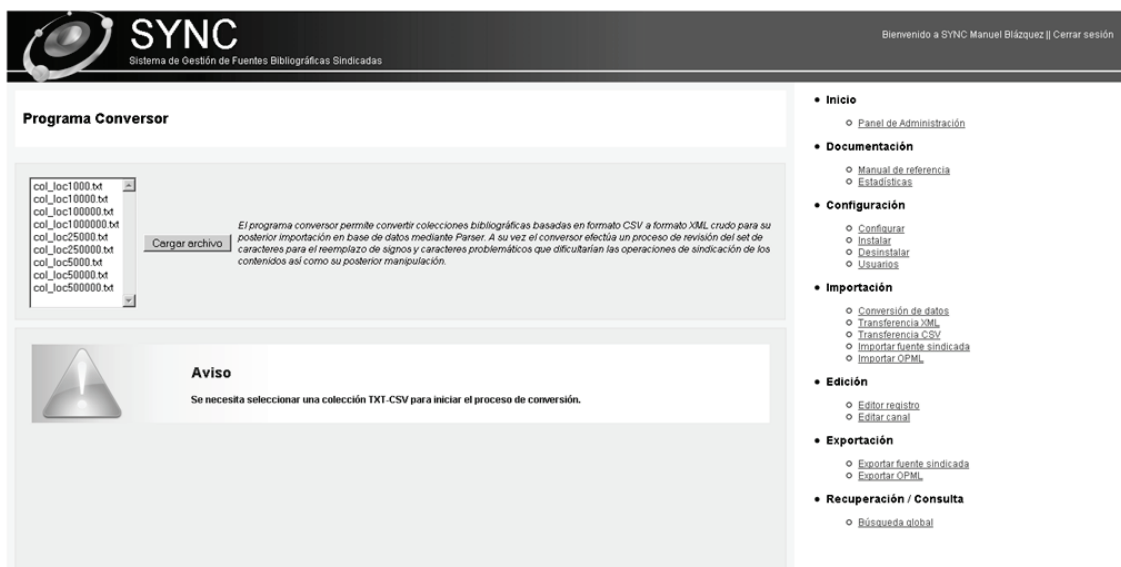 SYNC
Sistema de Gestión de Fuentes Bibliográficas Sindicadas
Bienvenido a SYNC Manuel Blázquez || Cerrar sesión
Programa Conversor
col_loc1000.txt
col_loc10000.txt
col_loc100000.txt
col_loc1000000.txt
col_loc25000.txt
col_loc250000.txt
col_loc5000.txt
col_loc50000.txt
col_loc500000.txt
Cargar archivo
El programa conversor permite convertir colecciones bibliográficas basadas en formato CSV a formato XML crudo para su
posterior importación en base de datos mediante Parser. A su vez el conversor efectúa un proceso de revisión del set de
caracteres para el reemplazo de signos y caracteres problemáticos que dificultarían las operaciones de sindicación de los
contenidos así como su posterior manipulación.
Aviso
Se necesita seleccionar una colección TXT-CSV para iniciar el proceso de conversión.
Inicio
Panel de Administración
Documentación
Manual de referencia
Estadísticas
Configuración
Configurar
Instalar
Desinstalar
Usuarios
Importación
Conversión de datos
Transferencia XML
Transferencia CSV
Importar fuente sindicada
Importar OPML
Edición
Editor registro
Editar canal
Exportación
Exportar fuente sindicada
Exportar OPML
Recuperación / Consulta
Búsqueda global